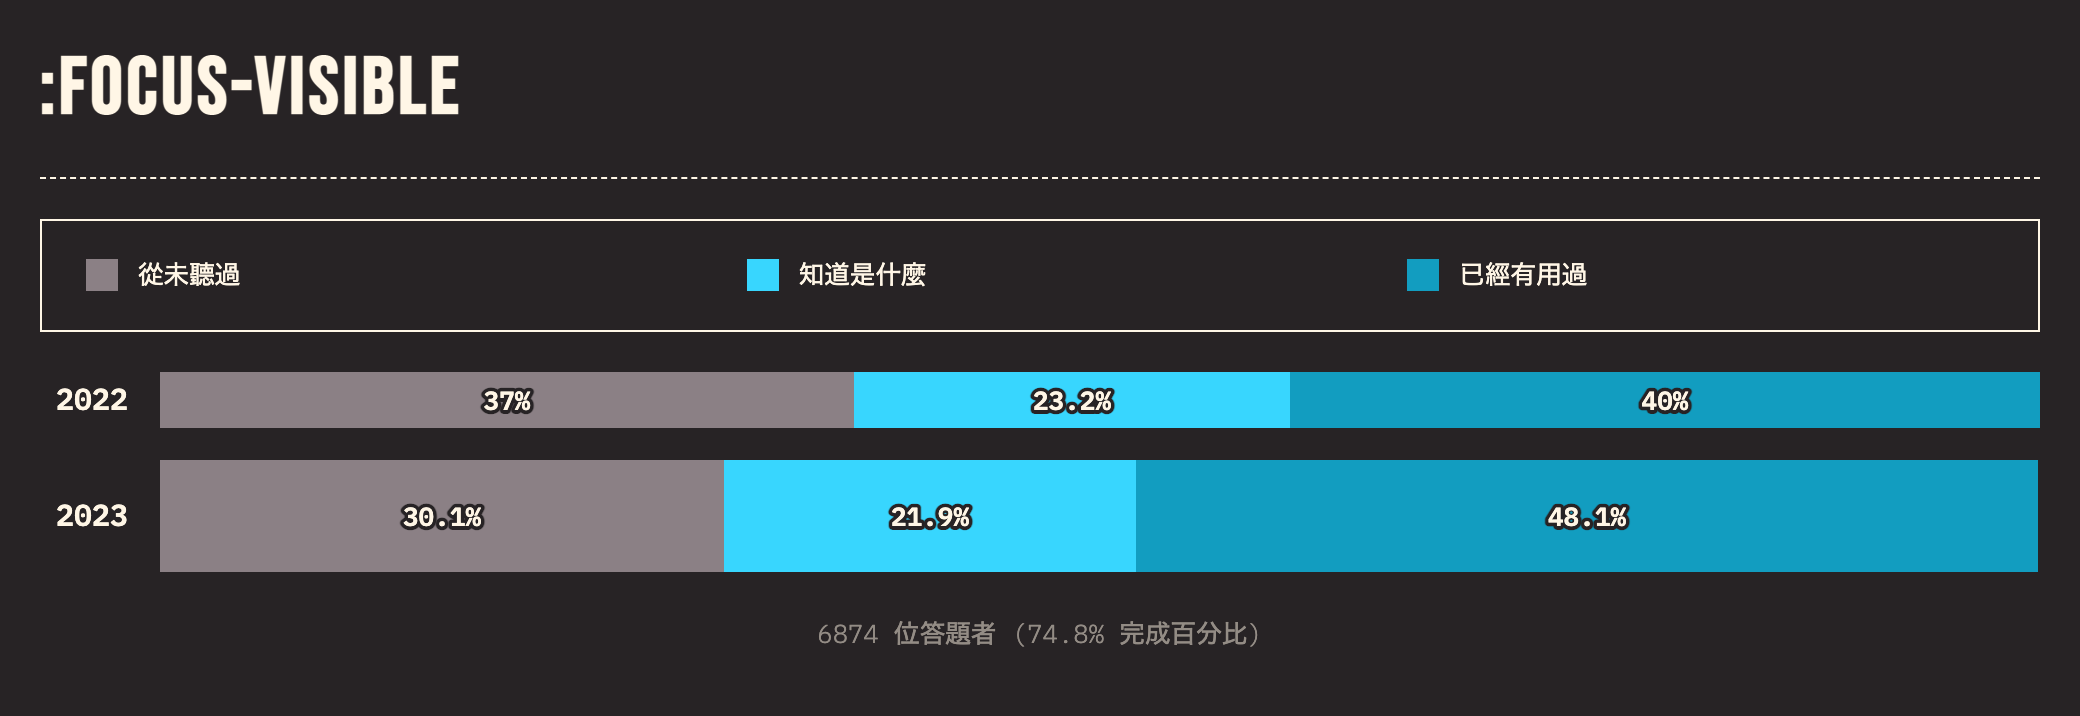 :FOCUS-VISIBLE
從未聽過 知道是什麼 已經有用過
2022 37% 23.2% 40%
2023 30.1% 21.9% 48.1%
6874 位答題者 (74.8% 完成百分比)